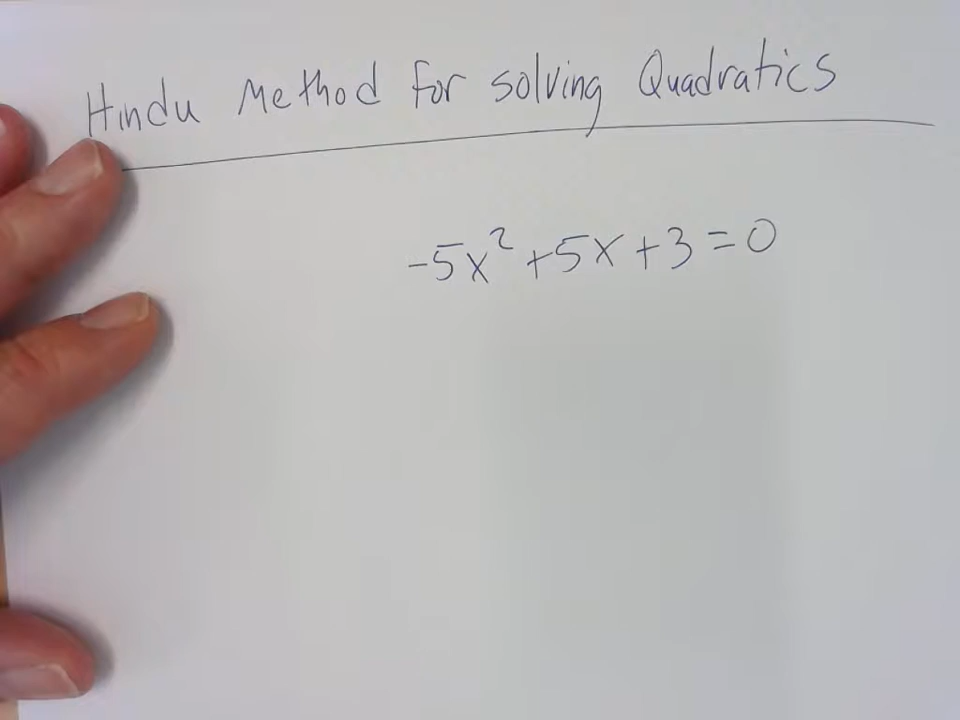 Hindu Method for solving Quadratics
-5x² +5x +3 = 0